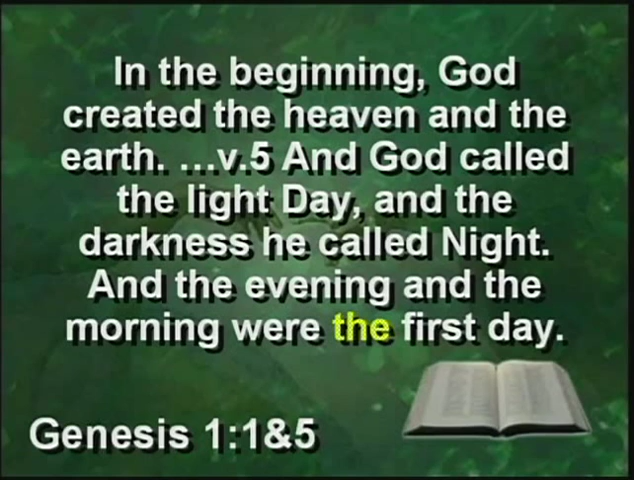 In the beginning, God
created the heaven and the
earth. ...v.5 And God called
the light Day, and the
darkness he called Night.
And the evening and the
morning were the first day.
Genesis 1:1&5